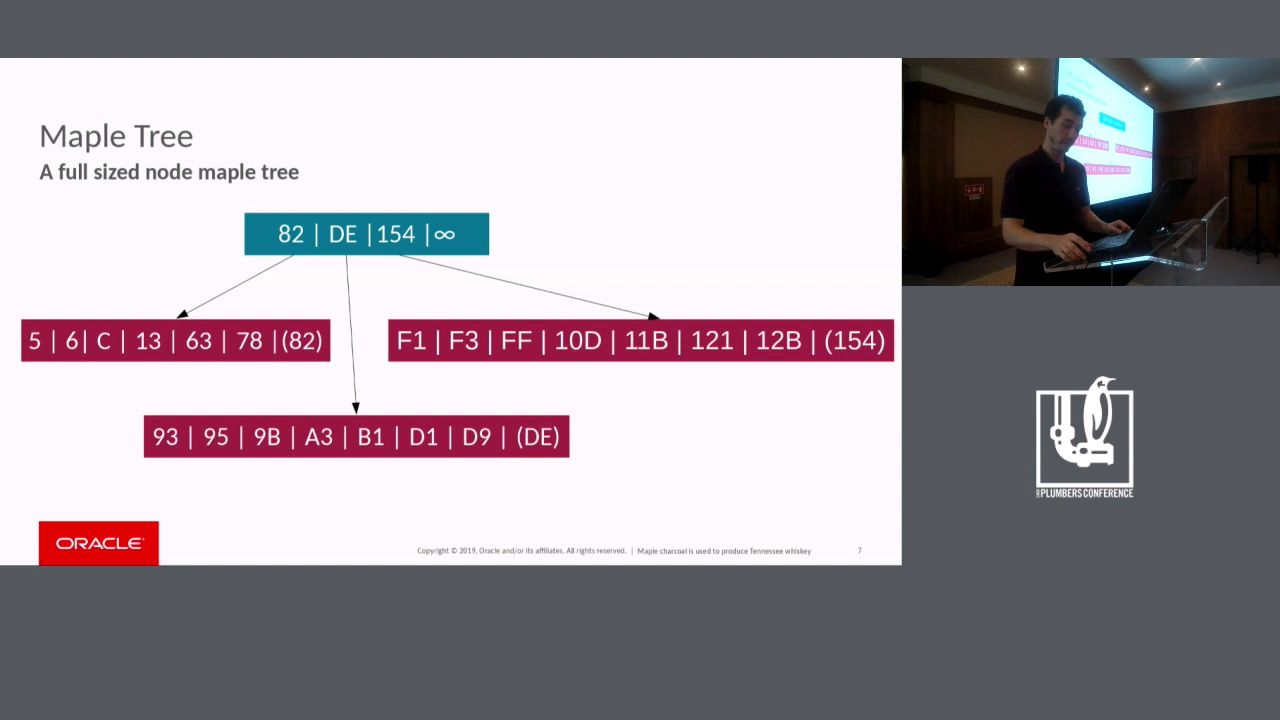 Maple Tree
A full sized node maple tree
82 | DE |154 |∞
5 | 6| C | 13 | 63 | 78 |(82)
F1 | F3 | FF | 10D | 11B | 121 | 12B | (154)
93 | 95 | 9B | A3 | B1 | D1 | D9 | (DE)
ORACLE
Copyright © 2019, Oracle and/or its affiliates. All rights reserved. | Maple charcoal is used to produce Tennessee whiskey
7
PLUMBERS CONFERENCE